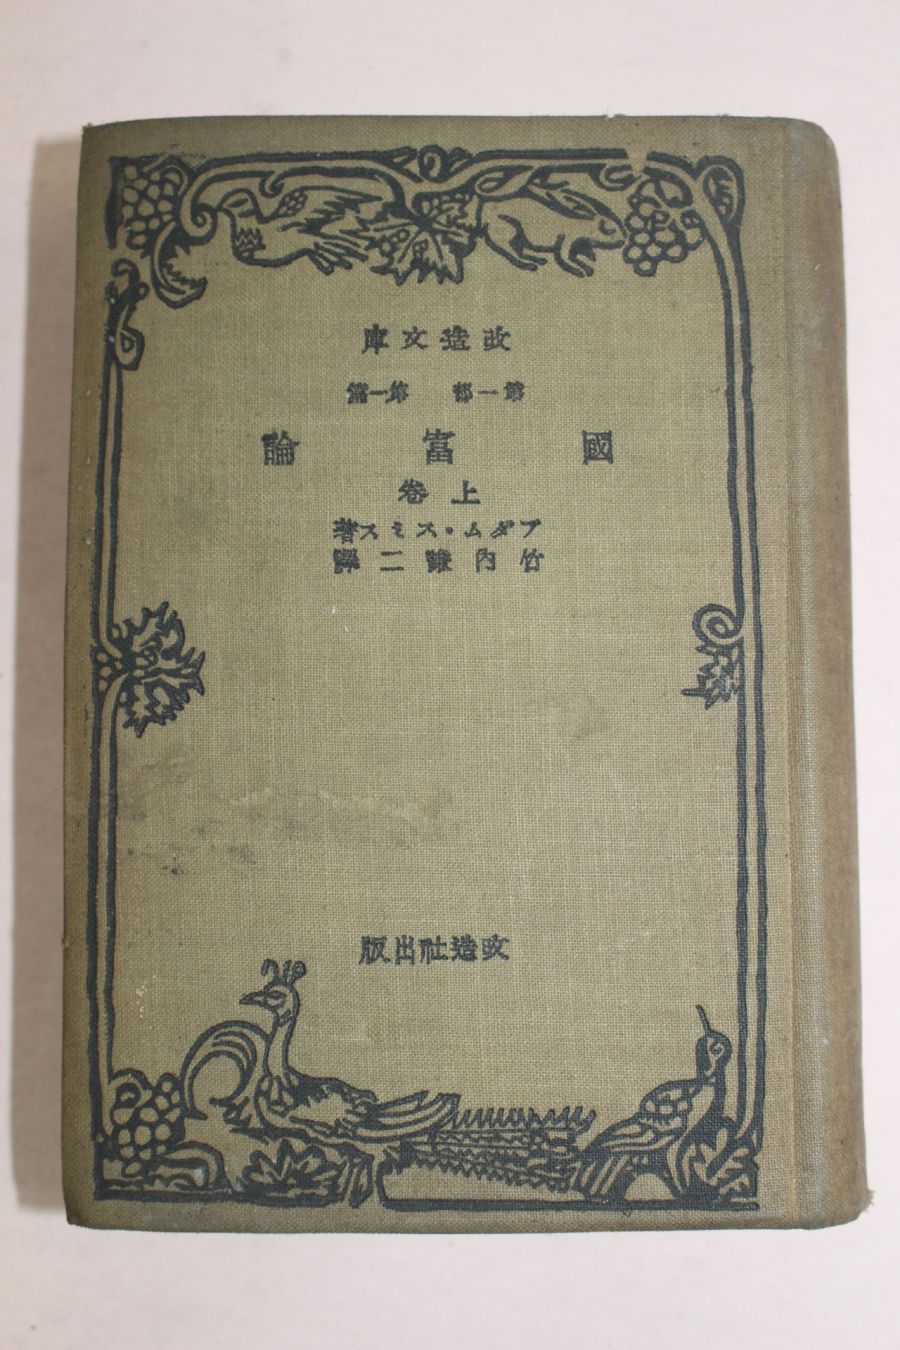 改造文庫
第一部 第一篇
國富論
上卷
アダム・スミス著
竹内謙二譯
改造社出版